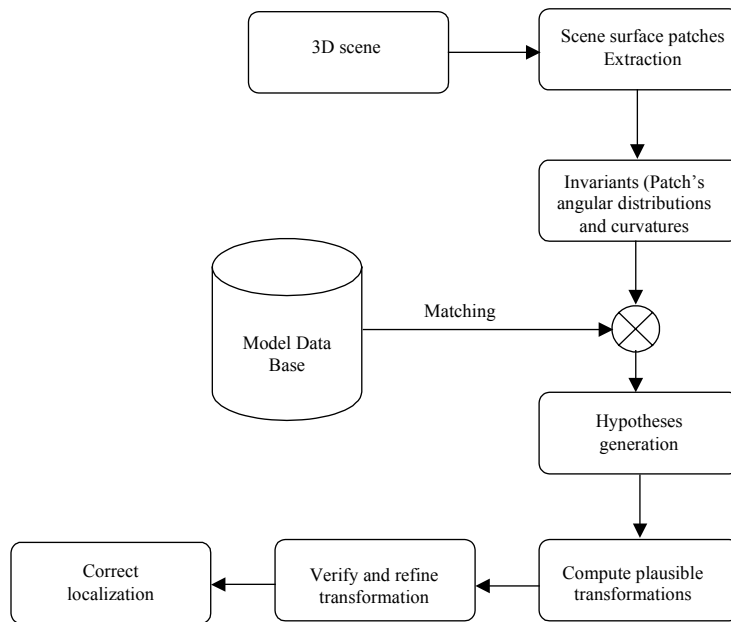 3D scene
Scene surface patches
Extraction
Invariants (Patch's
angular distributions
and curvatures
Matching
Model Data
Base
Hypotheses
generation
Correct
localization
Verify and refine
transformation
Compute plausible
transformations